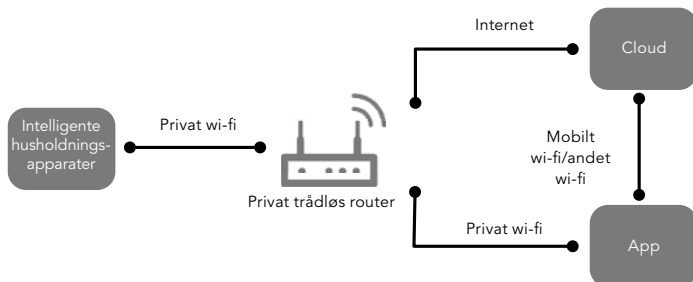 Intelligente
husholdnings-
apparater
Privat wi-fi
Privat trådløs router
Internet
Cloud
Mobilt
wi-fi/andet
wi-fi
Privat wi-fi
App